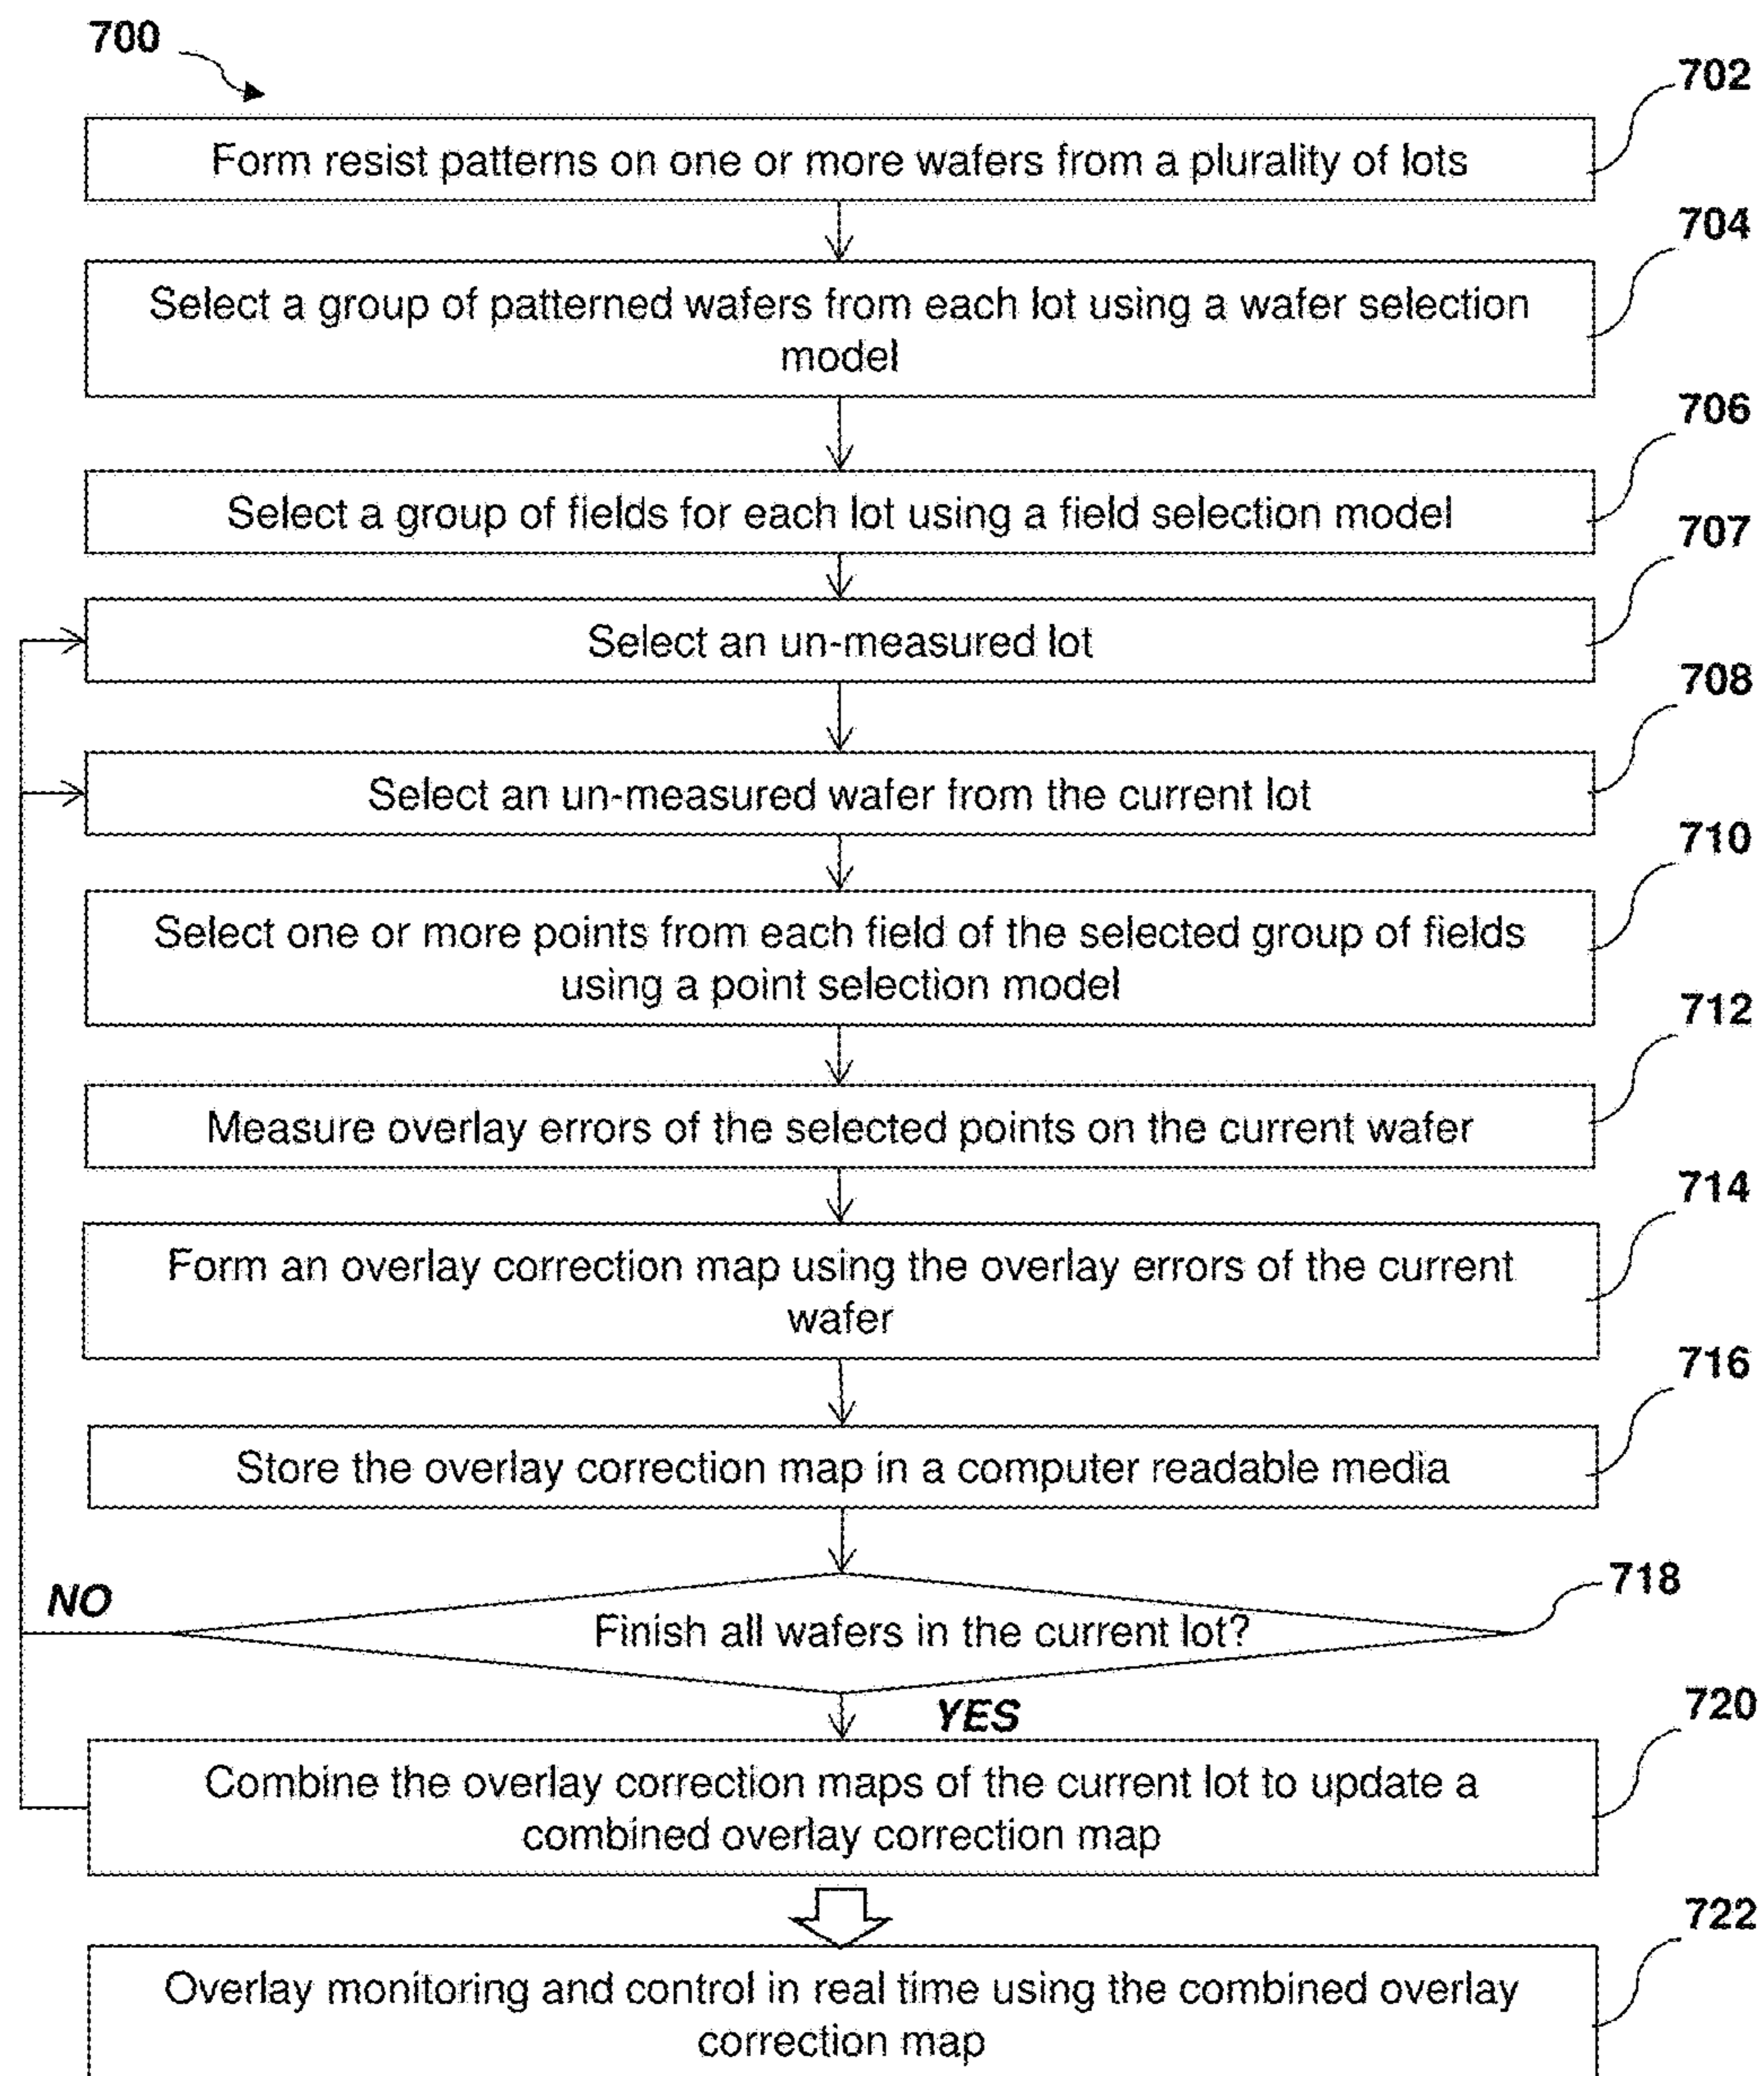 700
702
Form resist patterns on one or more wafers from a plurality of lots
704
Select a group of patterned wafers from each lot using a wafer selection
model
706
Select a group of fields for each lot using a field selection model
707
Select an un-measured lot
708
Select an un-measured wafer from the current lot
710
Select one or more points from each field of the selected group of fields
using a point selection model
712
Measure overlay errors of the selected points on the current wafer
714
Form an overlay correction map using the overlay errors of the current
wafer
716
Store the overlay correction map in a computer readable media
718
NO
Finish all wafers in the current lot?
YES
720
Combine the overlay correction maps of the current lot to update a
combined overlay correction map
722
Overlay monitoring and control in real time using the combined overlay
correction map